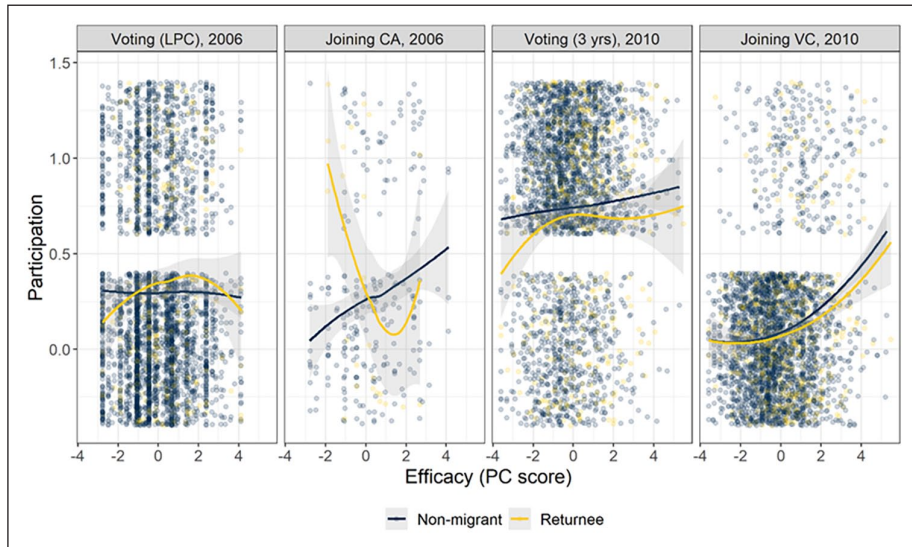 Voting (LPC), 2006
Joining CA, 2006
Voting (3 yrs), 2010
Joining VC, 2010
1.5
1.0
0.5
0.0
Participation
-4 -2 0 2 4 -4 -2 0 2 4 -4 -2 0 2 4 -4 -2 0 2 4
Efficacy (PC score)
Non-migrant Returnee